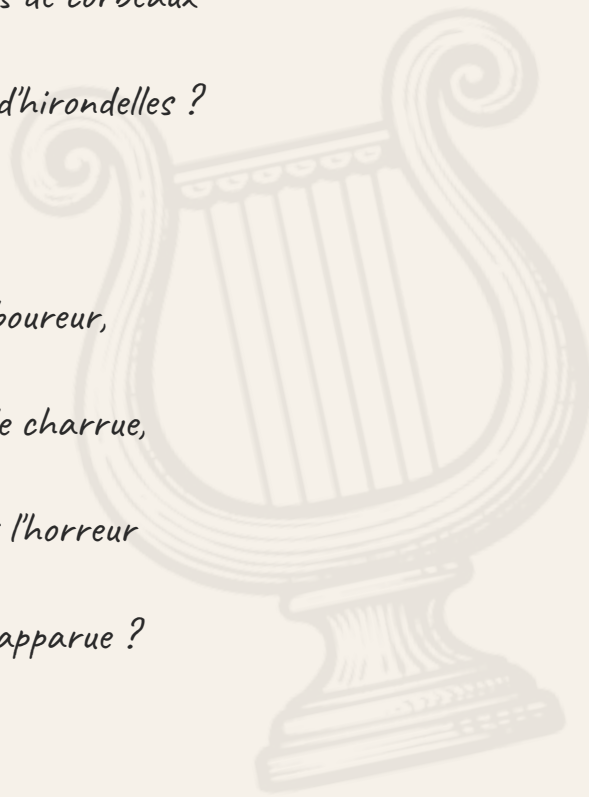 de corbeaux
d'hirondelles ?
boureur,
e charrue,
l'horreur
apparue ?